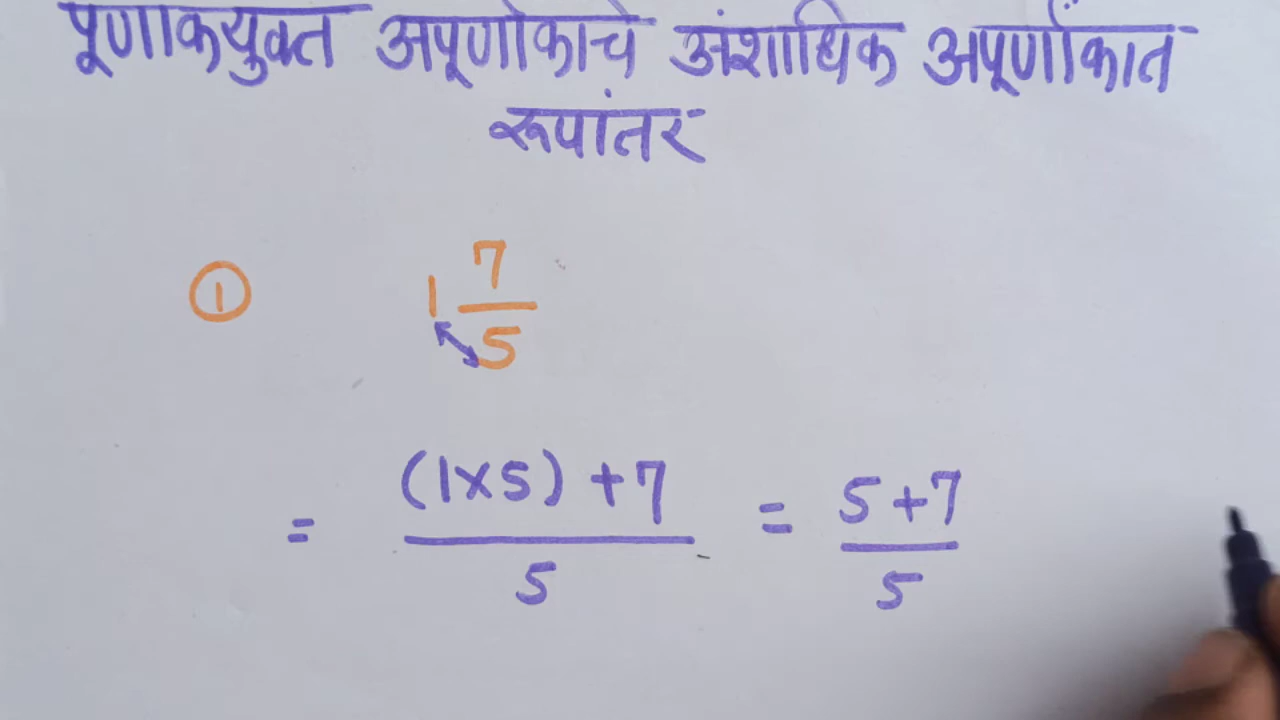 पूर्णांकयुक्त अपूर्णांकाचे अंशाधिक अपूर्णांकात
रूपांतर
① 1 7/5
= (1×5) +7 / 5 = 5+7 / 5